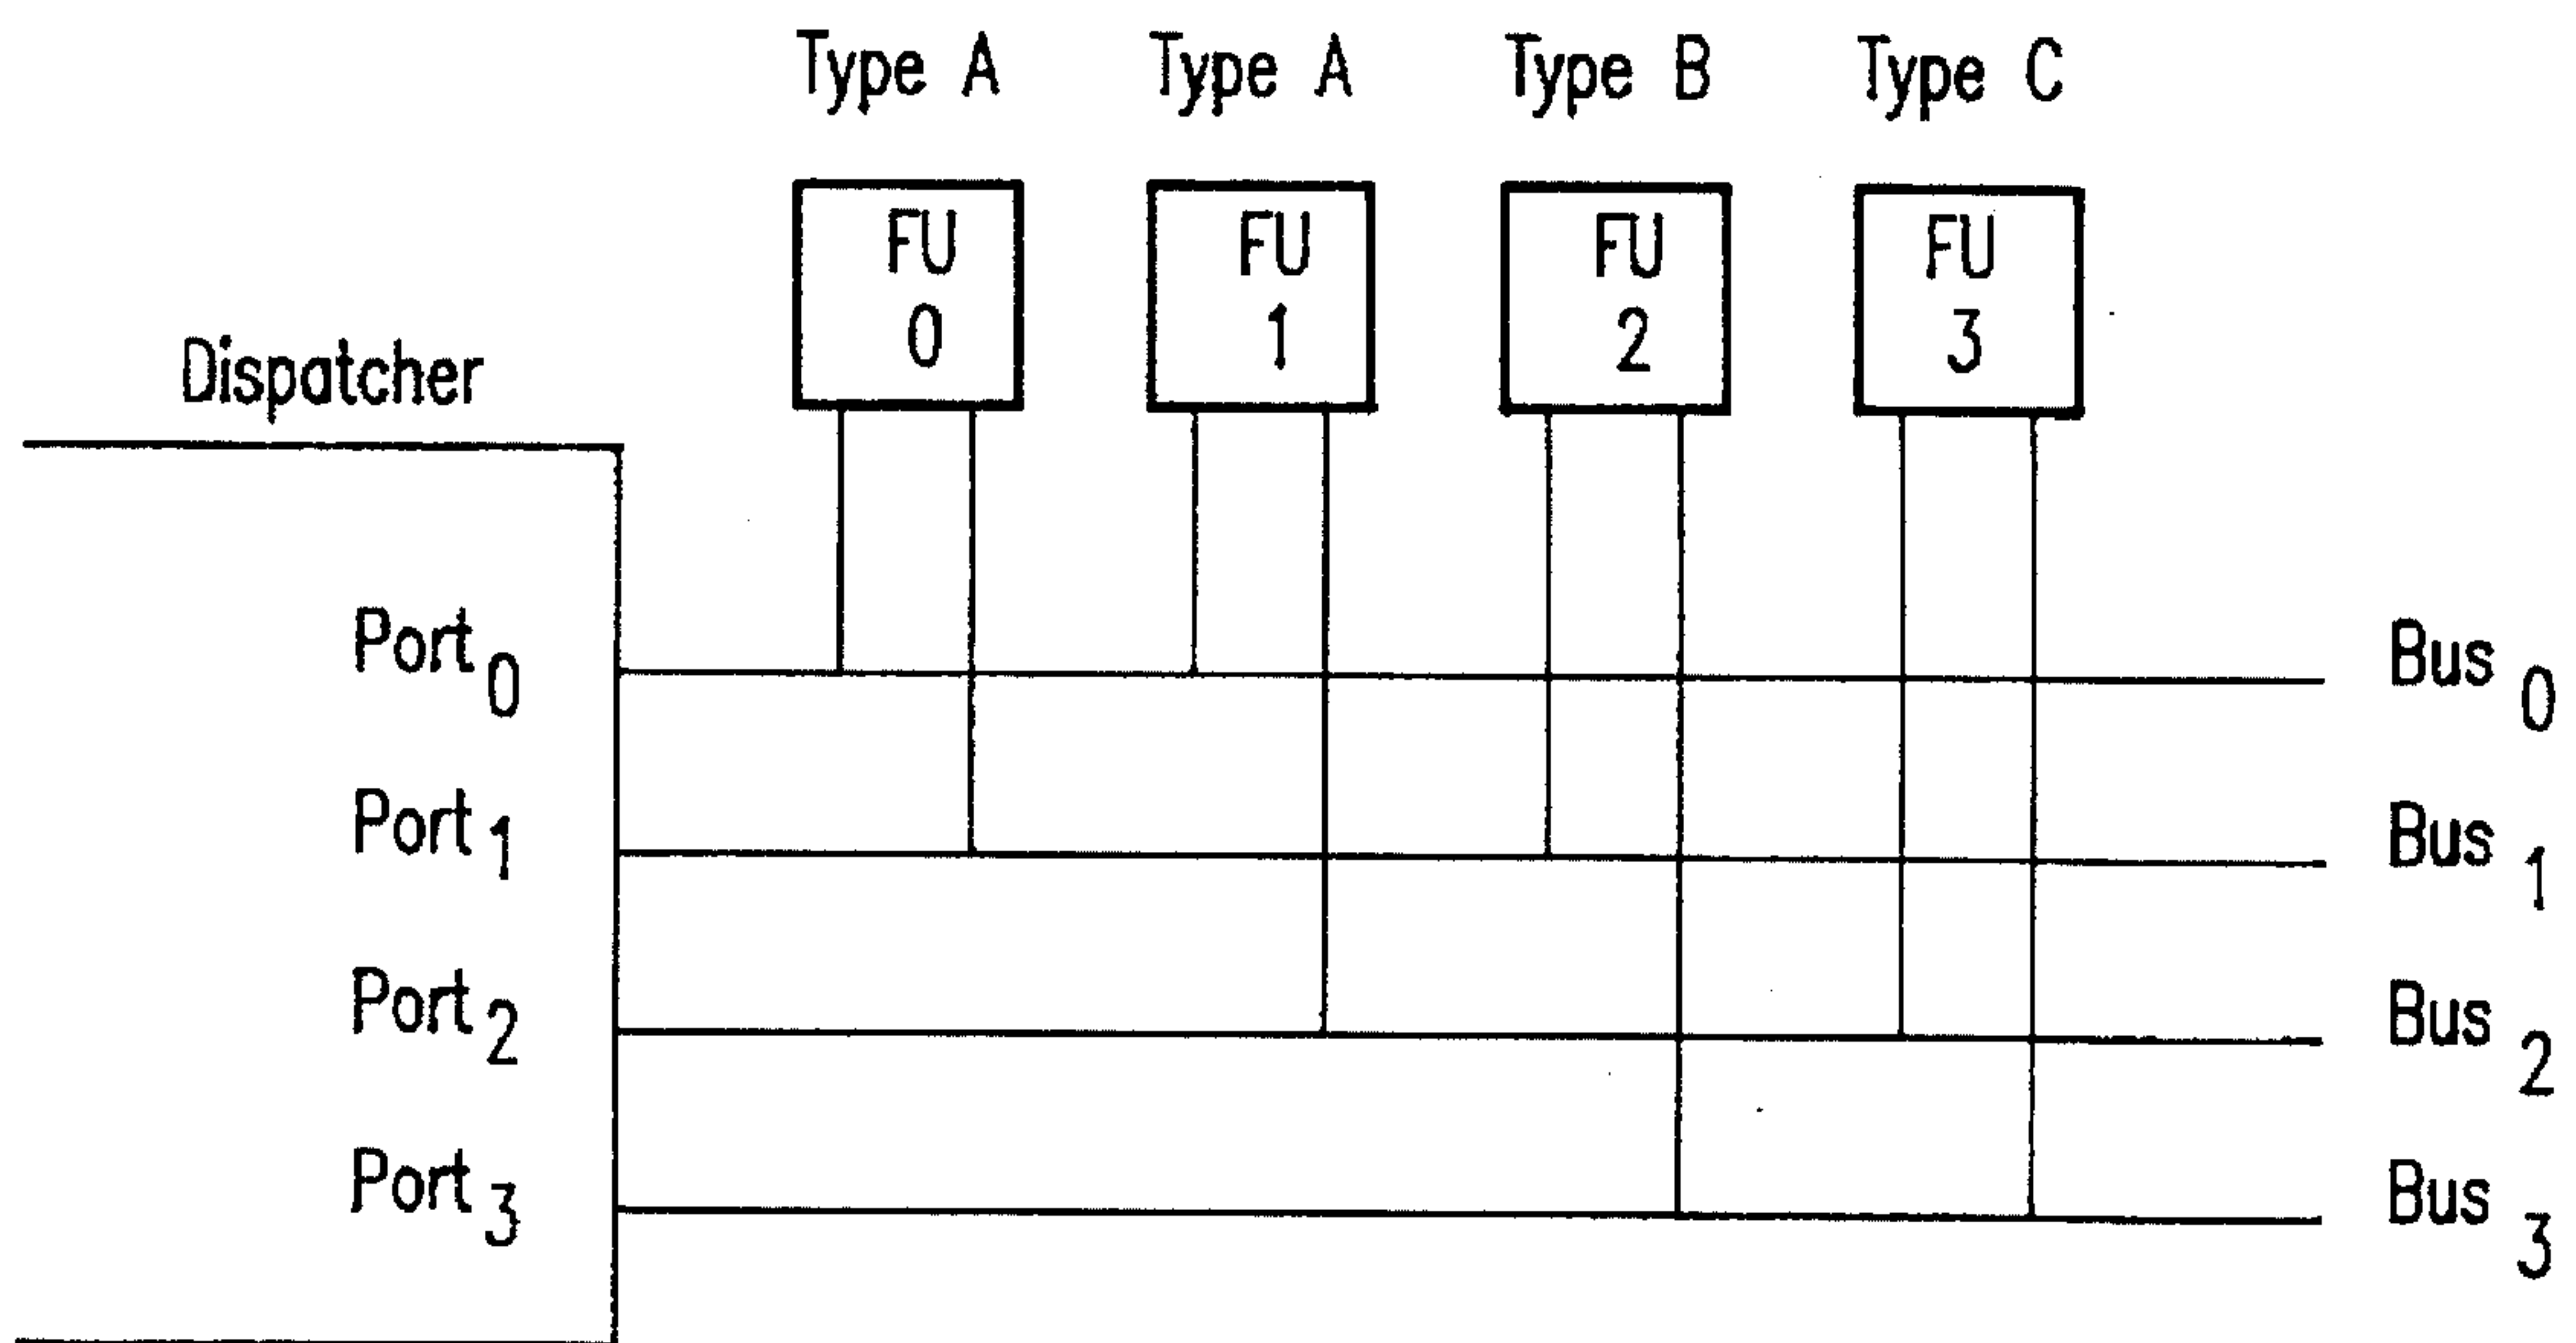 Type A Type A Type B Type C
FU 0
FU 1
FU 2
FU 3
Dispatcher
Port 0
Bus 0
Port 1
Bus 1
Port 2
Bus 2
Port 3
Bus 3